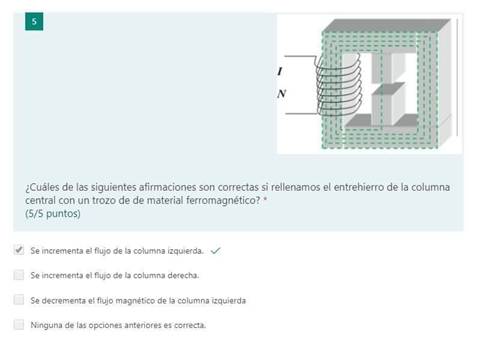 5
I
N
¿Cuáles de las siguientes afirmaciones son correctas si rellenamos el entrehierro de la columna
central con un trozo de de material ferromagnético? *
(5/5 puntos)
Se incrementa el flujo de la columna izquierda.
Se incrementa el flujo de la columna derecha.
Se decrementa el flujo magnético de la columna izquierda
Ninguna de las opciones anteriores es correcta.